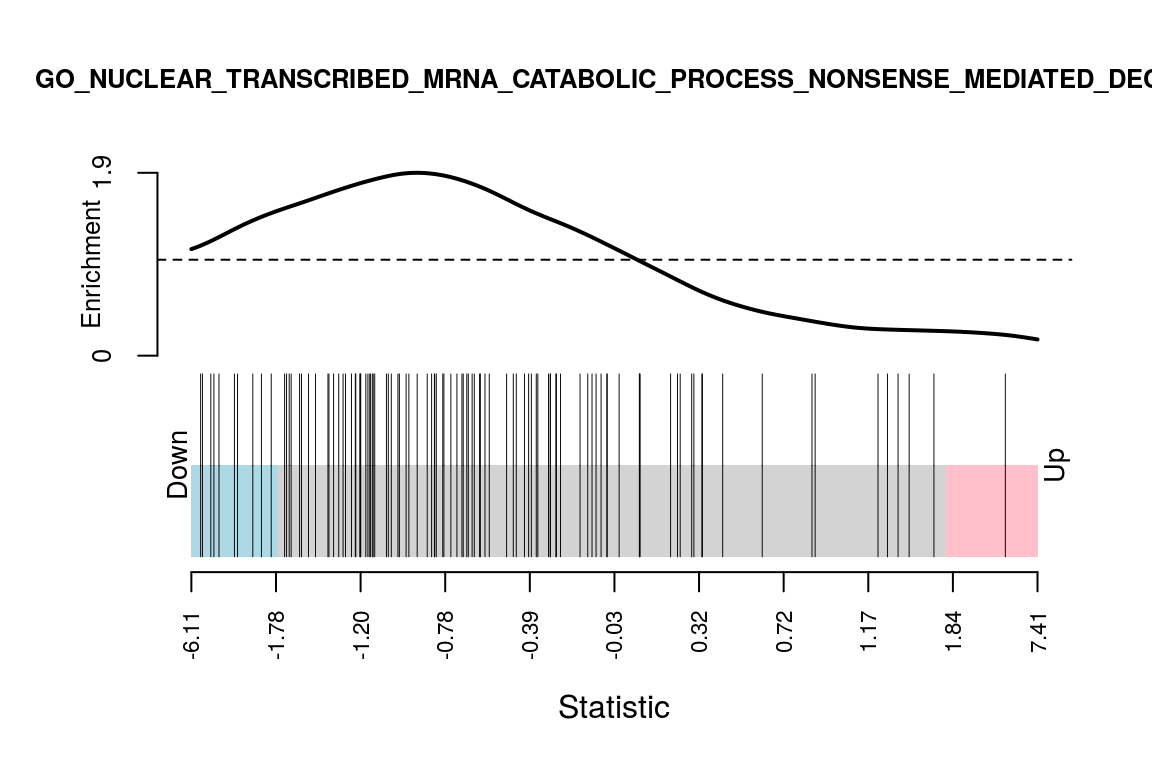 GO_NUCLEAR_TRANSCRIBED_MRNA_CATABOLIC_PROCESS_NONSENSE_MEDIATED_DEC
1.9
Enrichment
0
Down
Up
-6.11 -1.78 -1.20 -0.78 -0.39 -0.03 0.32 0.72 1.17 1.84 7.41
Statistic